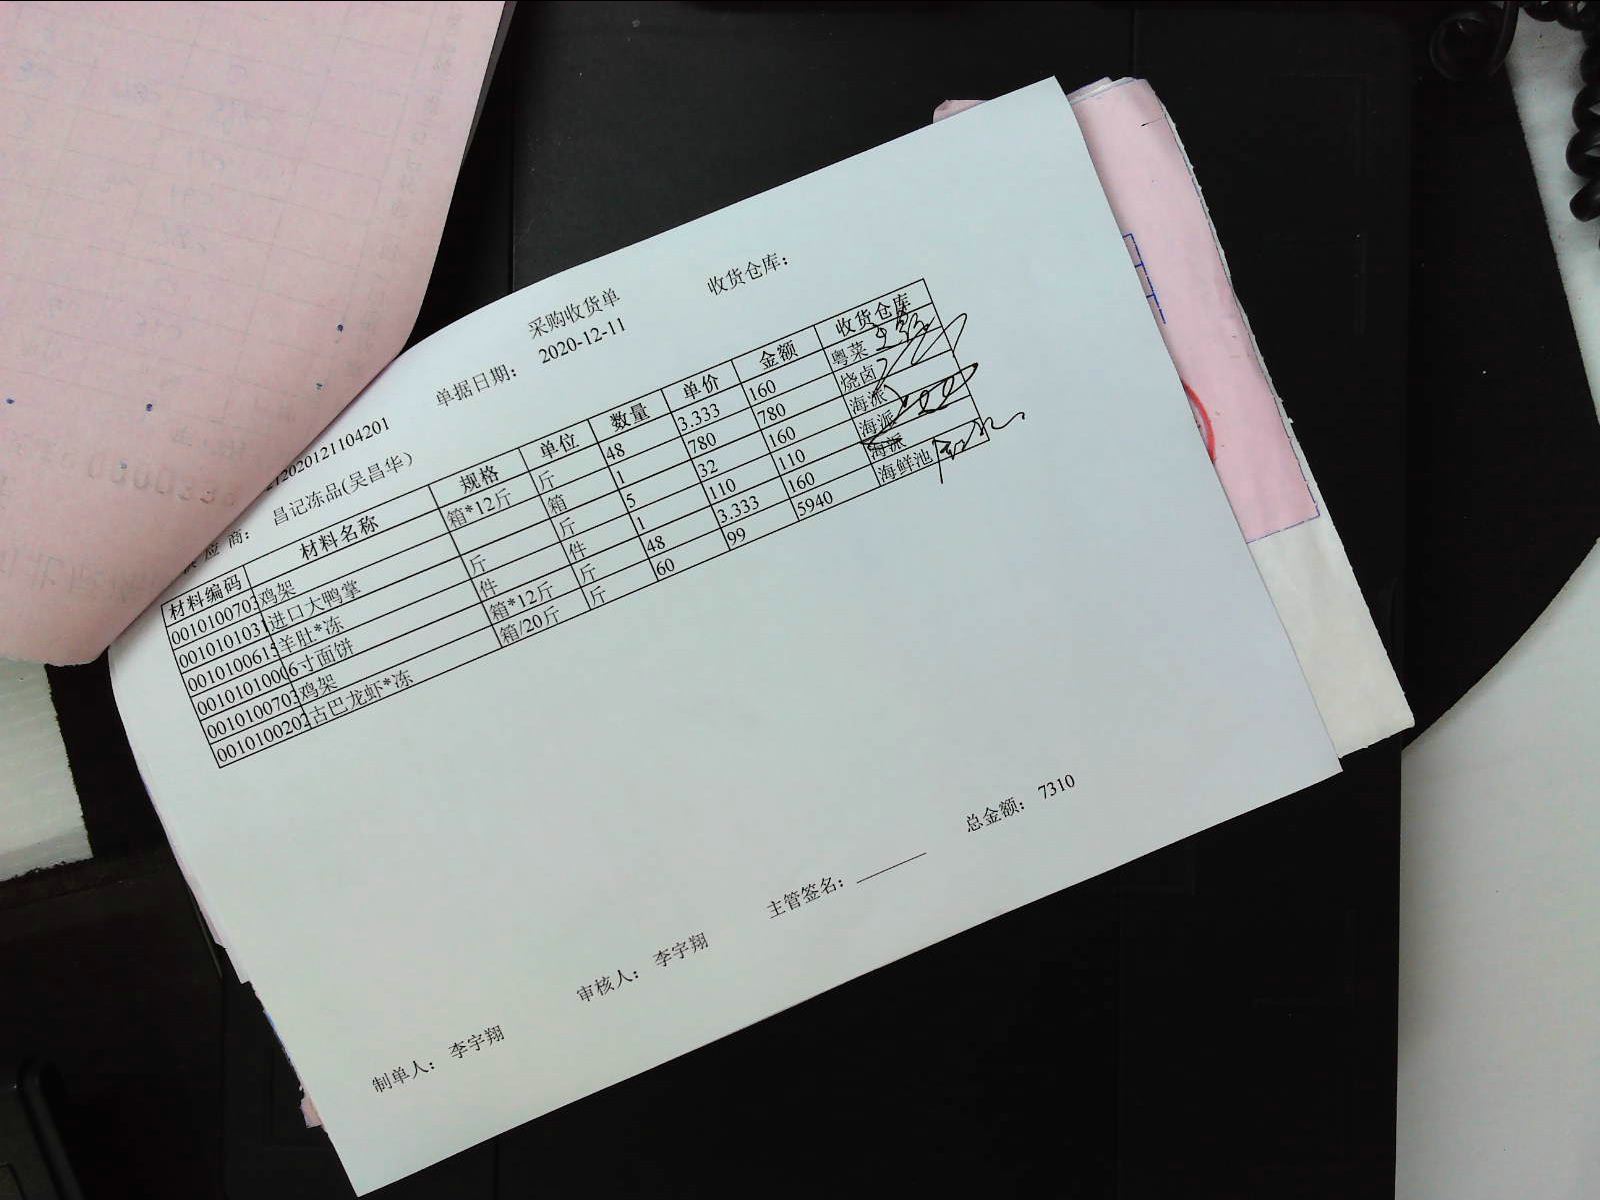 采购收货单
收货仓库：
2020121104201 单据日期： 2020-12-11
应商： 昌记冻品(吴昌华)
材料编码 材料名称 规格 单位 数量 单价 金额 收货仓库
0010100703 鸡架 箱*12斤 斤 48 3.333 160 粤菜
0010101031 进口大鸭掌 箱 1 780 780 烧卤
0010100615 羊肚*冻 斤 斤 5 32 160 海派
0010101000 6寸面饼 件 件 1 110 110 海派
0010100703 鸡架 箱*12斤 斤 48 3.333 160 海派
0010100202 古巴龙虾*冻 箱/20斤 斤 60 99 5940 海鲜池
总金额： 7310
制单人： 李宇翔 审核人： 李宇翔 主管签名：